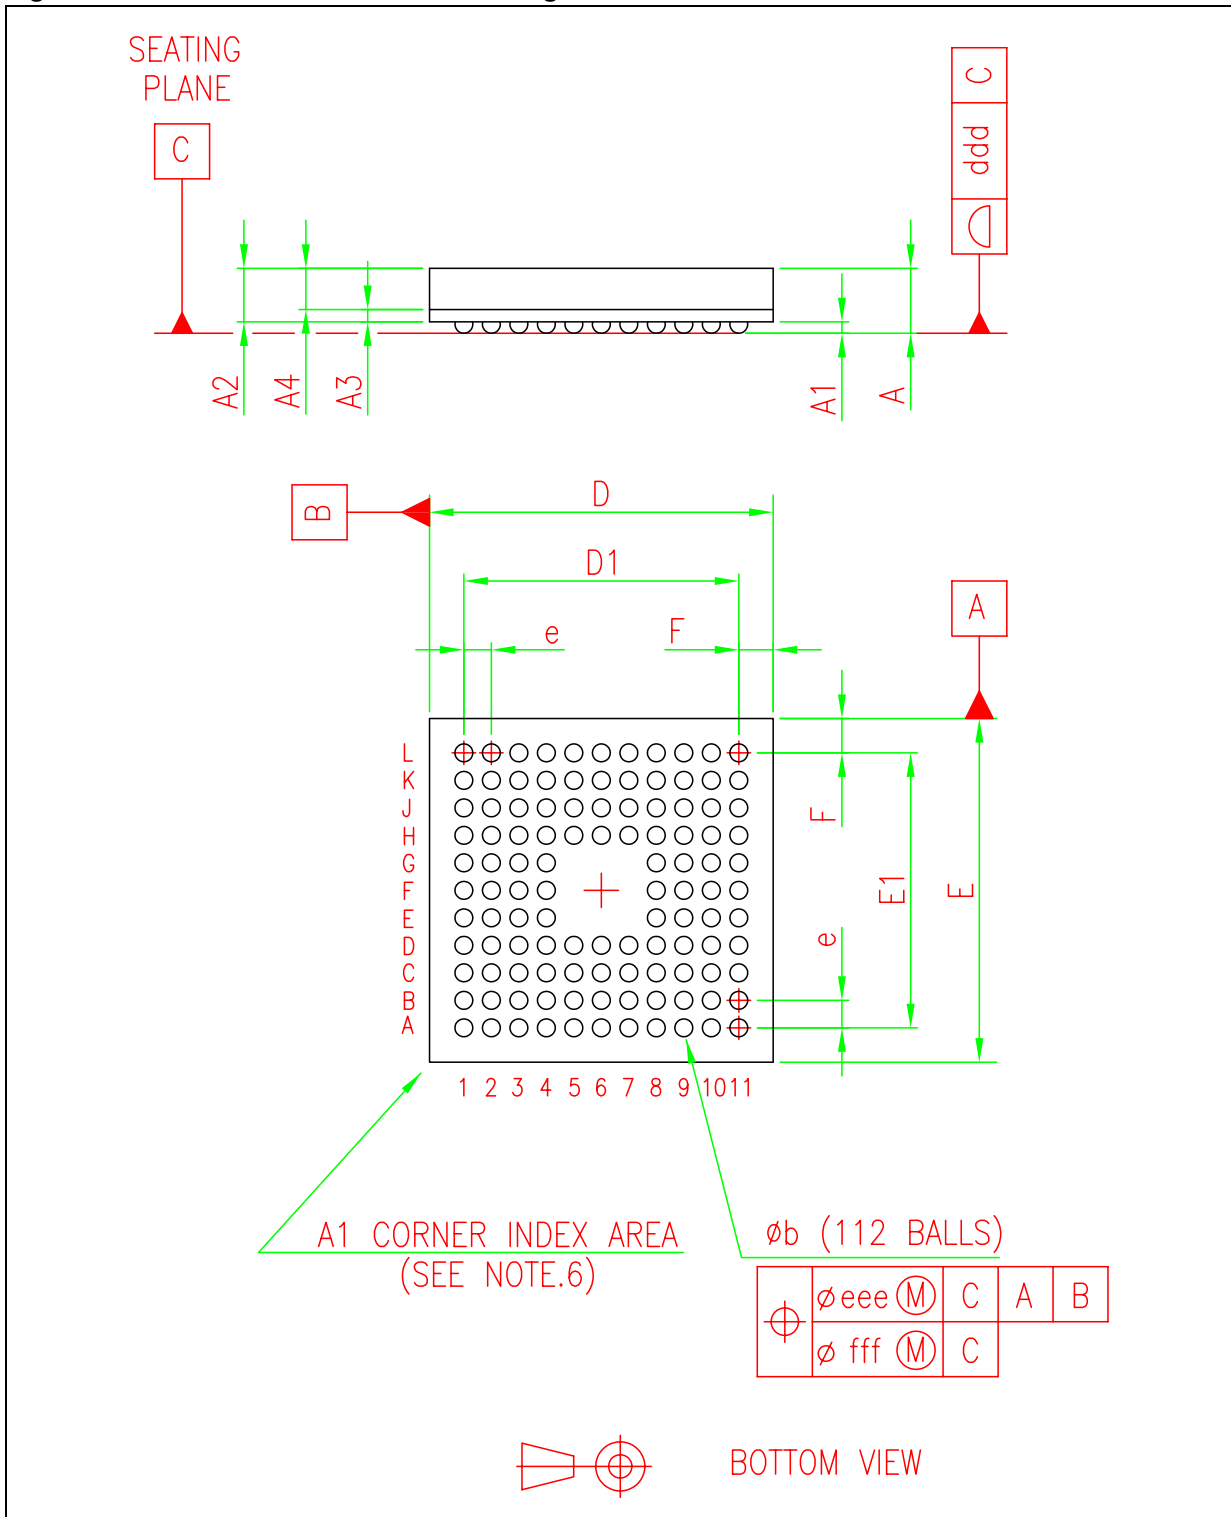 SEATING
PLANE
C
C
ddd
A2
A4
A3
A1
A
B
D
D1
e
F
A
L
K
J
H
G
F
E
D
C
B
A
F
E1
E
e
1 2 3 4 5 6 7 8 9 10 11
A1 CORNER INDEX AREA
(SEE NOTE.6)
øb (112 BALLS)
ø eee Ⓜ C A B
ø fff Ⓜ C
BOTTOM VIEW